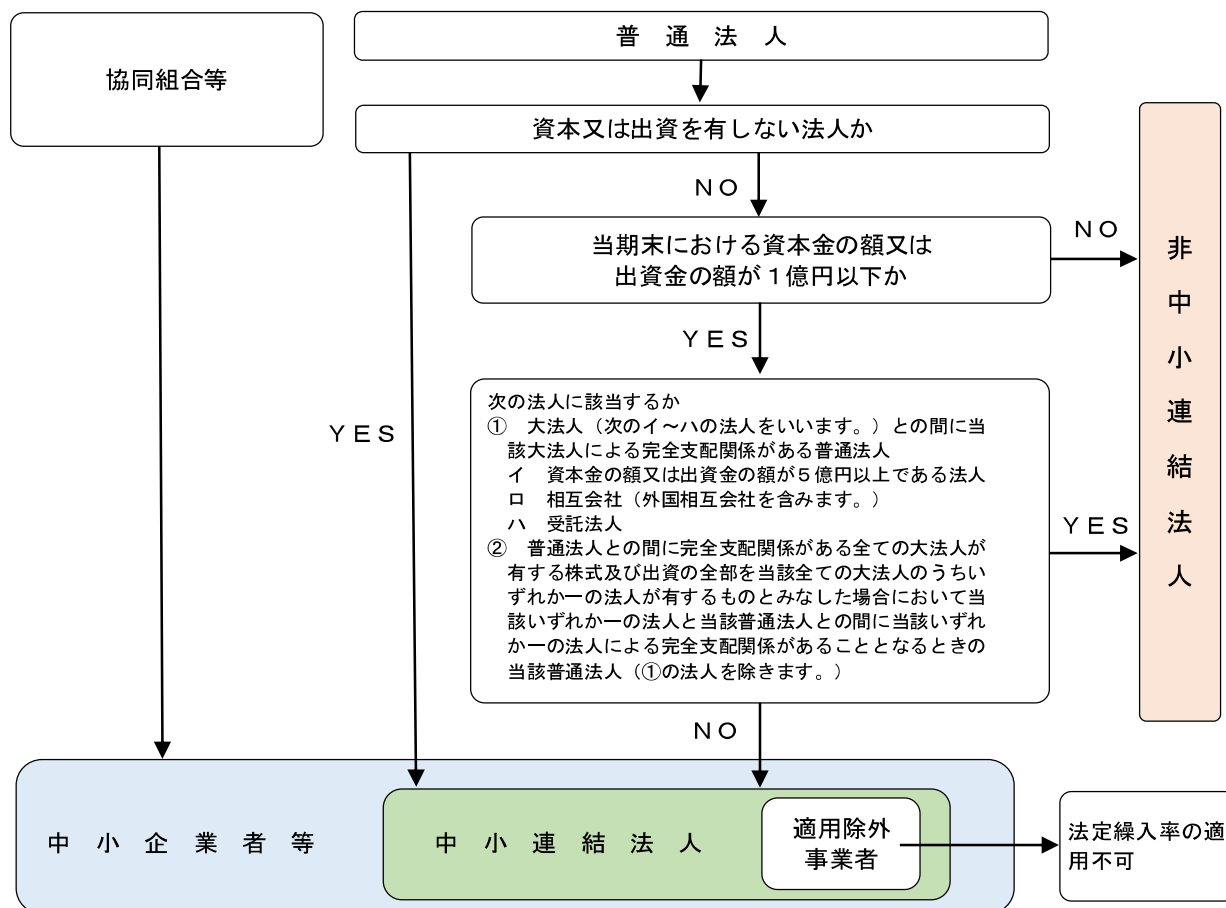 協同組合等
普 通 法 人
資本又は出資を有しない法人か
ＮＯ
当期末における資本金の額又は
出資金の額が１億円以下か
ＮＯ
ＹＥＳ
ＹＥＳ
次の法人に該当するか
①　大法人（次のイ～ハの法人をいいます。）との間に当
該大法人による完全支配関係がある普通法人
イ　資本金の額又は出資金の額が５億円以上である法人
ロ　相互会社（外国相互会社を含みます。）
ハ　受託法人
②　普通法人との間に完全支配関係がある全ての大法人が
有する株式及び出資の全部を当該全ての大法人のうちい
ずれか一の法人が有するものとみなした場合において当
該いずれか一の法人と当該普通法人との間に当該いずれ
か一の法人による完全支配関係があることとなるときの
当該普通法人（①の法人を除きます。）
ＹＥＳ
非中小連結法人
ＮＯ
中 小 企 業 者 等
中 小 連 結 法 人
適用除外
事業者
法定繰入率の適
用不可